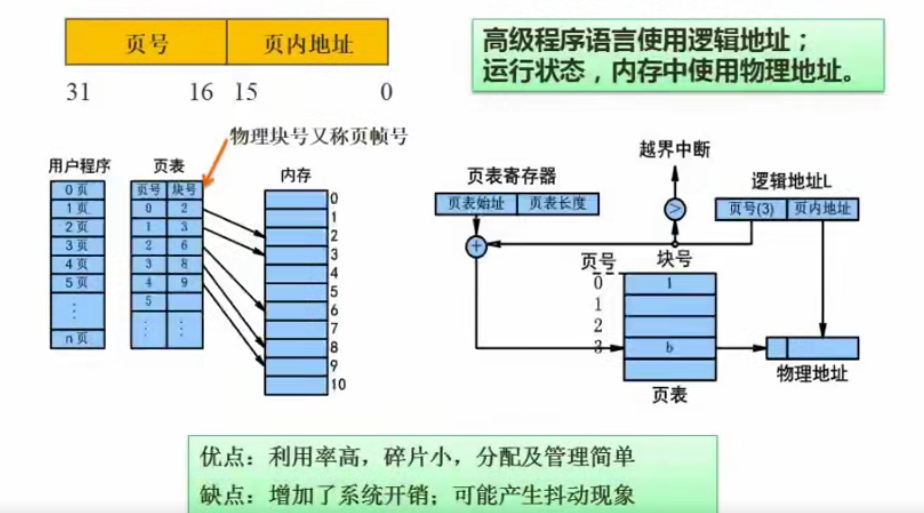 页号 页内地址
31 16 15 0
高级程序语言使用逻辑地址；
运行状态，内存中使用物理地址。
物理块号又称页帧号
用户程序
0页
1页
2页
3页
4页
5页
⋮
n页
页表
页号 块号
0 2
1 3
2 6
3 8
4 9
5
⋮ ⋮
内存
0
1
2
3
4
5
6
7
8
9
10
越界中断
页表寄存器
页表始址 页表长度
逻辑地址L
页号(3) 页内地址
>
+
页号 块号
0 1
1
2
3 b
页表
物理地址
优点：利用率高，碎片小，分配及管理简单
缺点：增加了系统开销；可能产生抖动现象